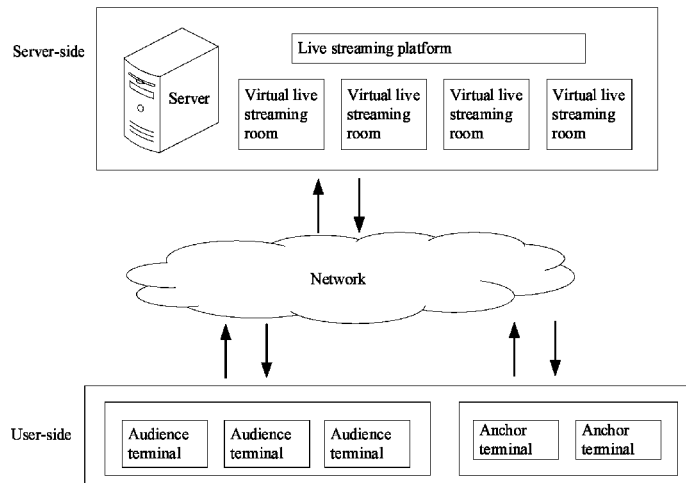 Server-side
Live streaming platform
Server
Virtual live
streaming
room
Virtual live
streaming
room
Virtual live
streaming
room
Virtual live
streaming
room
Network
User-side
Audience
terminal
Audience
terminal
Audience
terminal
Anchor
terminal
Anchor
terminal